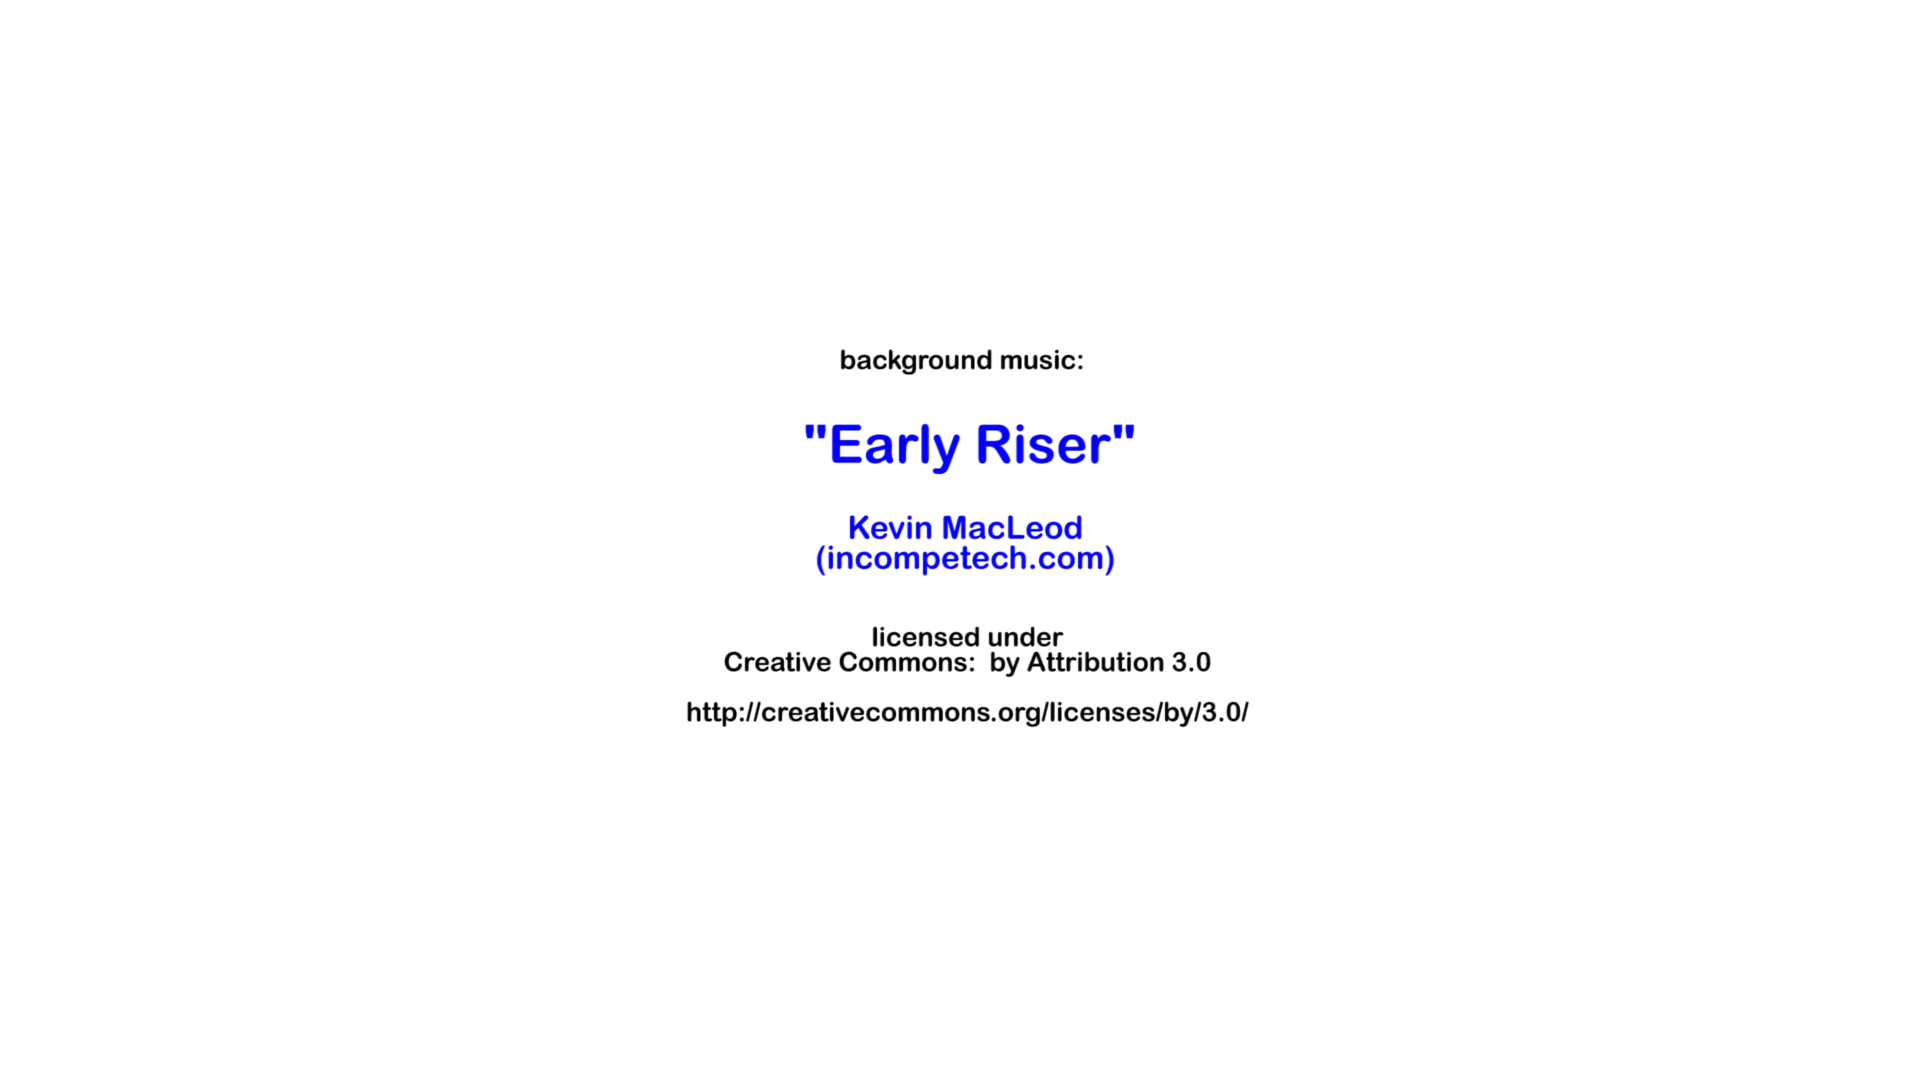 background music:
"Early Riser"
Kevin MacLeod
(incompetech.com)
licensed under
Creative Commons:  by Attribution 3.0
http://creativecommons.org/licenses/by/3.0/